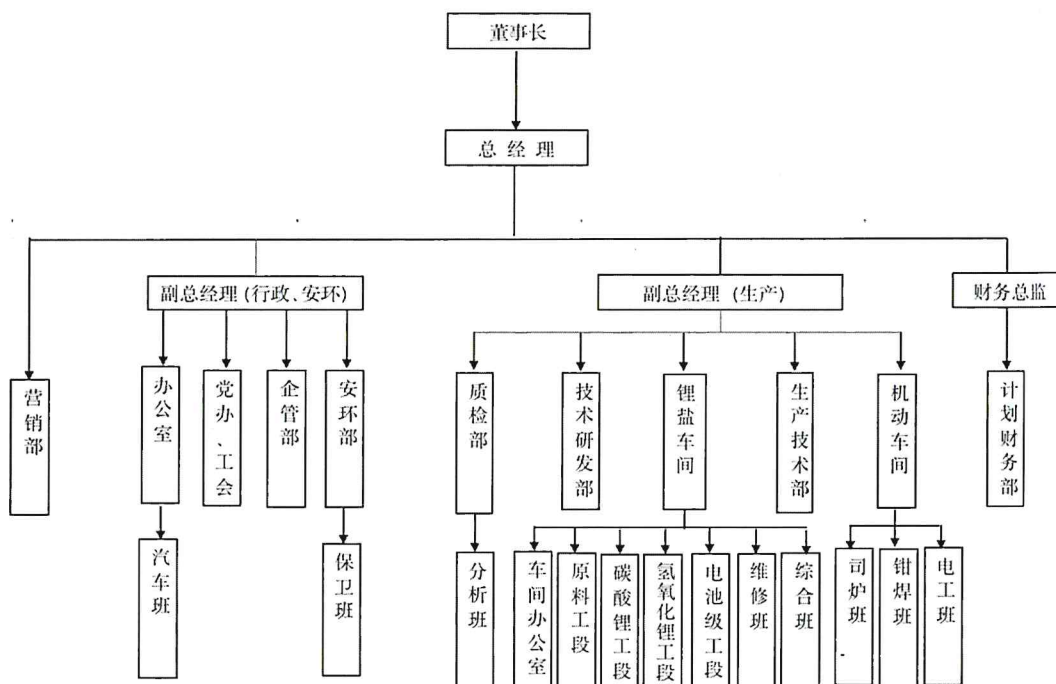 董事长
总经理
副总经理(行政、安环)
副总经理(生产)
财务总监
营销部
办公室
党办、工会
企管部
安环部
质检部
技术研发部
锂盐车间
生产技术部
机动车间
计划财务部
汽车班
保卫班
分析班
车间办公室
原料工段
碳酸锂工段
氢氧化锂工段
电池级工段
维修班
综合班
司炉班
钳焊班
电工班